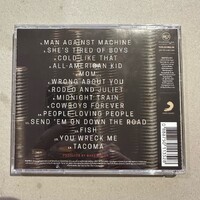 MAN AGAINST MACHINE
SHE'S TIRED OF BOYS
COLD LIKE THAT
ALL-AMERICAN KID
MOM
WRONG ABOUT YOU
RODEO AND JULIET
MIDNIGHT TRAIN
COWBOYS FOREVER
PEOPLE LOVING PEOPLE
SEND 'EM ON DOWN THE ROAD
FISH
YOU WRECK ME
TACOMA